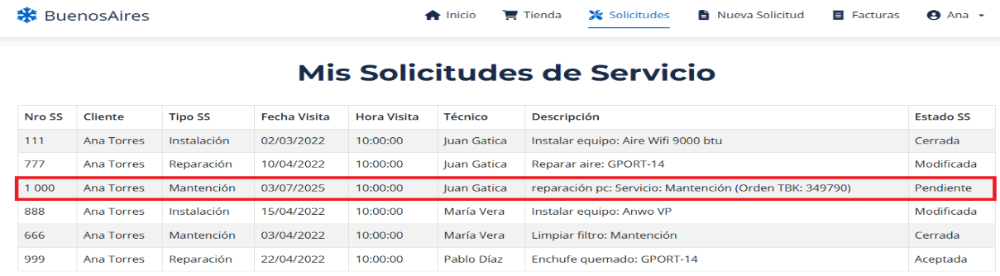 BuenosAires Inicio Tienda Solicitudes Nueva Solicitud Facturas Ana
Mis Solicitudes de Servicio
Nro SS Cliente Tipo SS Fecha Visita Hora Visita Técnico Descripción Estado SS
111 Ana Torres Instalación 02/03/2022 10:00:00 Juan Gatica Instalar equipo: Aire Wifi 9000 btu Cerrada
777 Ana Torres Reparación 10/04/2022 10:00:00 Juan Gatica Reparar aire: GPORT-14 Modificada
1 000 Ana Torres Mantención 03/07/2025 10:00:00 Juan Gatica reparación pc: Servicio: Mantención (Orden TBK: 349790) Pendiente
888 Ana Torres Instalación 15/04/2022 10:00:00 María Vera Instalar equipo: Anwo VP Modificada
666 Ana Torres Mantención 03/04/2022 10:00:00 María Vera Limpiar filtro: Mantención Cerrada
999 Ana Torres Reparación 22/04/2022 10:00:00 Pablo Díaz Enchufe quemado: GPORT-14 Aceptada